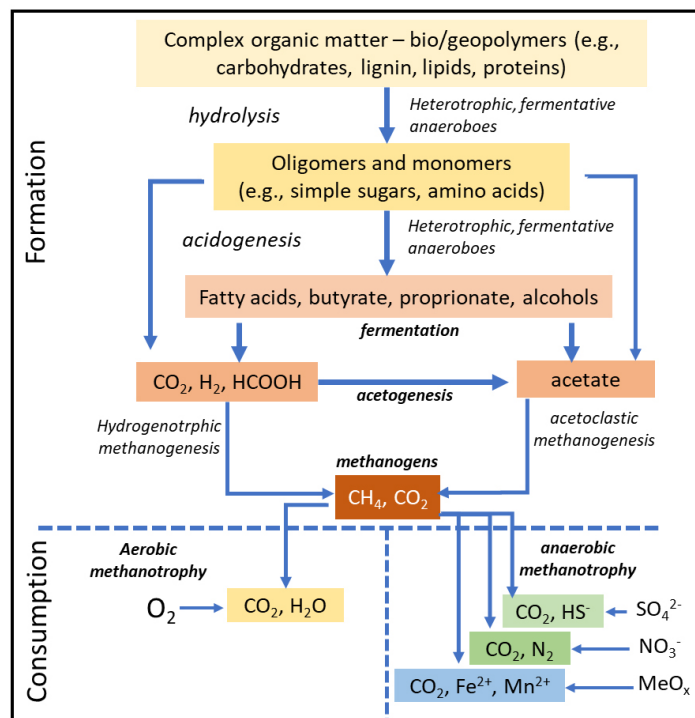 Complex organic matter – bio/geopolymers (e.g.,
carbohydrates, lignin, lipids, proteins)
hydrolysis
Heterotrophic, fermentative
anaeroboes
Oligomers and monomers
(e.g., simple sugars, amino acids)
Formation
acidogenesis
Heterotrophic, fermentative
anaeroboes
Fatty acids, butyrate, proprionate, alcohols
fermentation
CO₂, H₂, HCOOH
acetogenesis
acetate
Hydrogenotrphic
methanogenesis
acetoclastic
methanogenesis
methanogens
CH₄, CO₂
Consumption
Aerobic
methanotrophy
anaerobic
methanotrophy
O₂
CO₂, H₂O
CO₂, HS⁻
SO₄²⁻
CO₂, N₂
NO₃⁻
CO₂, Fe²⁺, Mn²⁺
MeOₓ